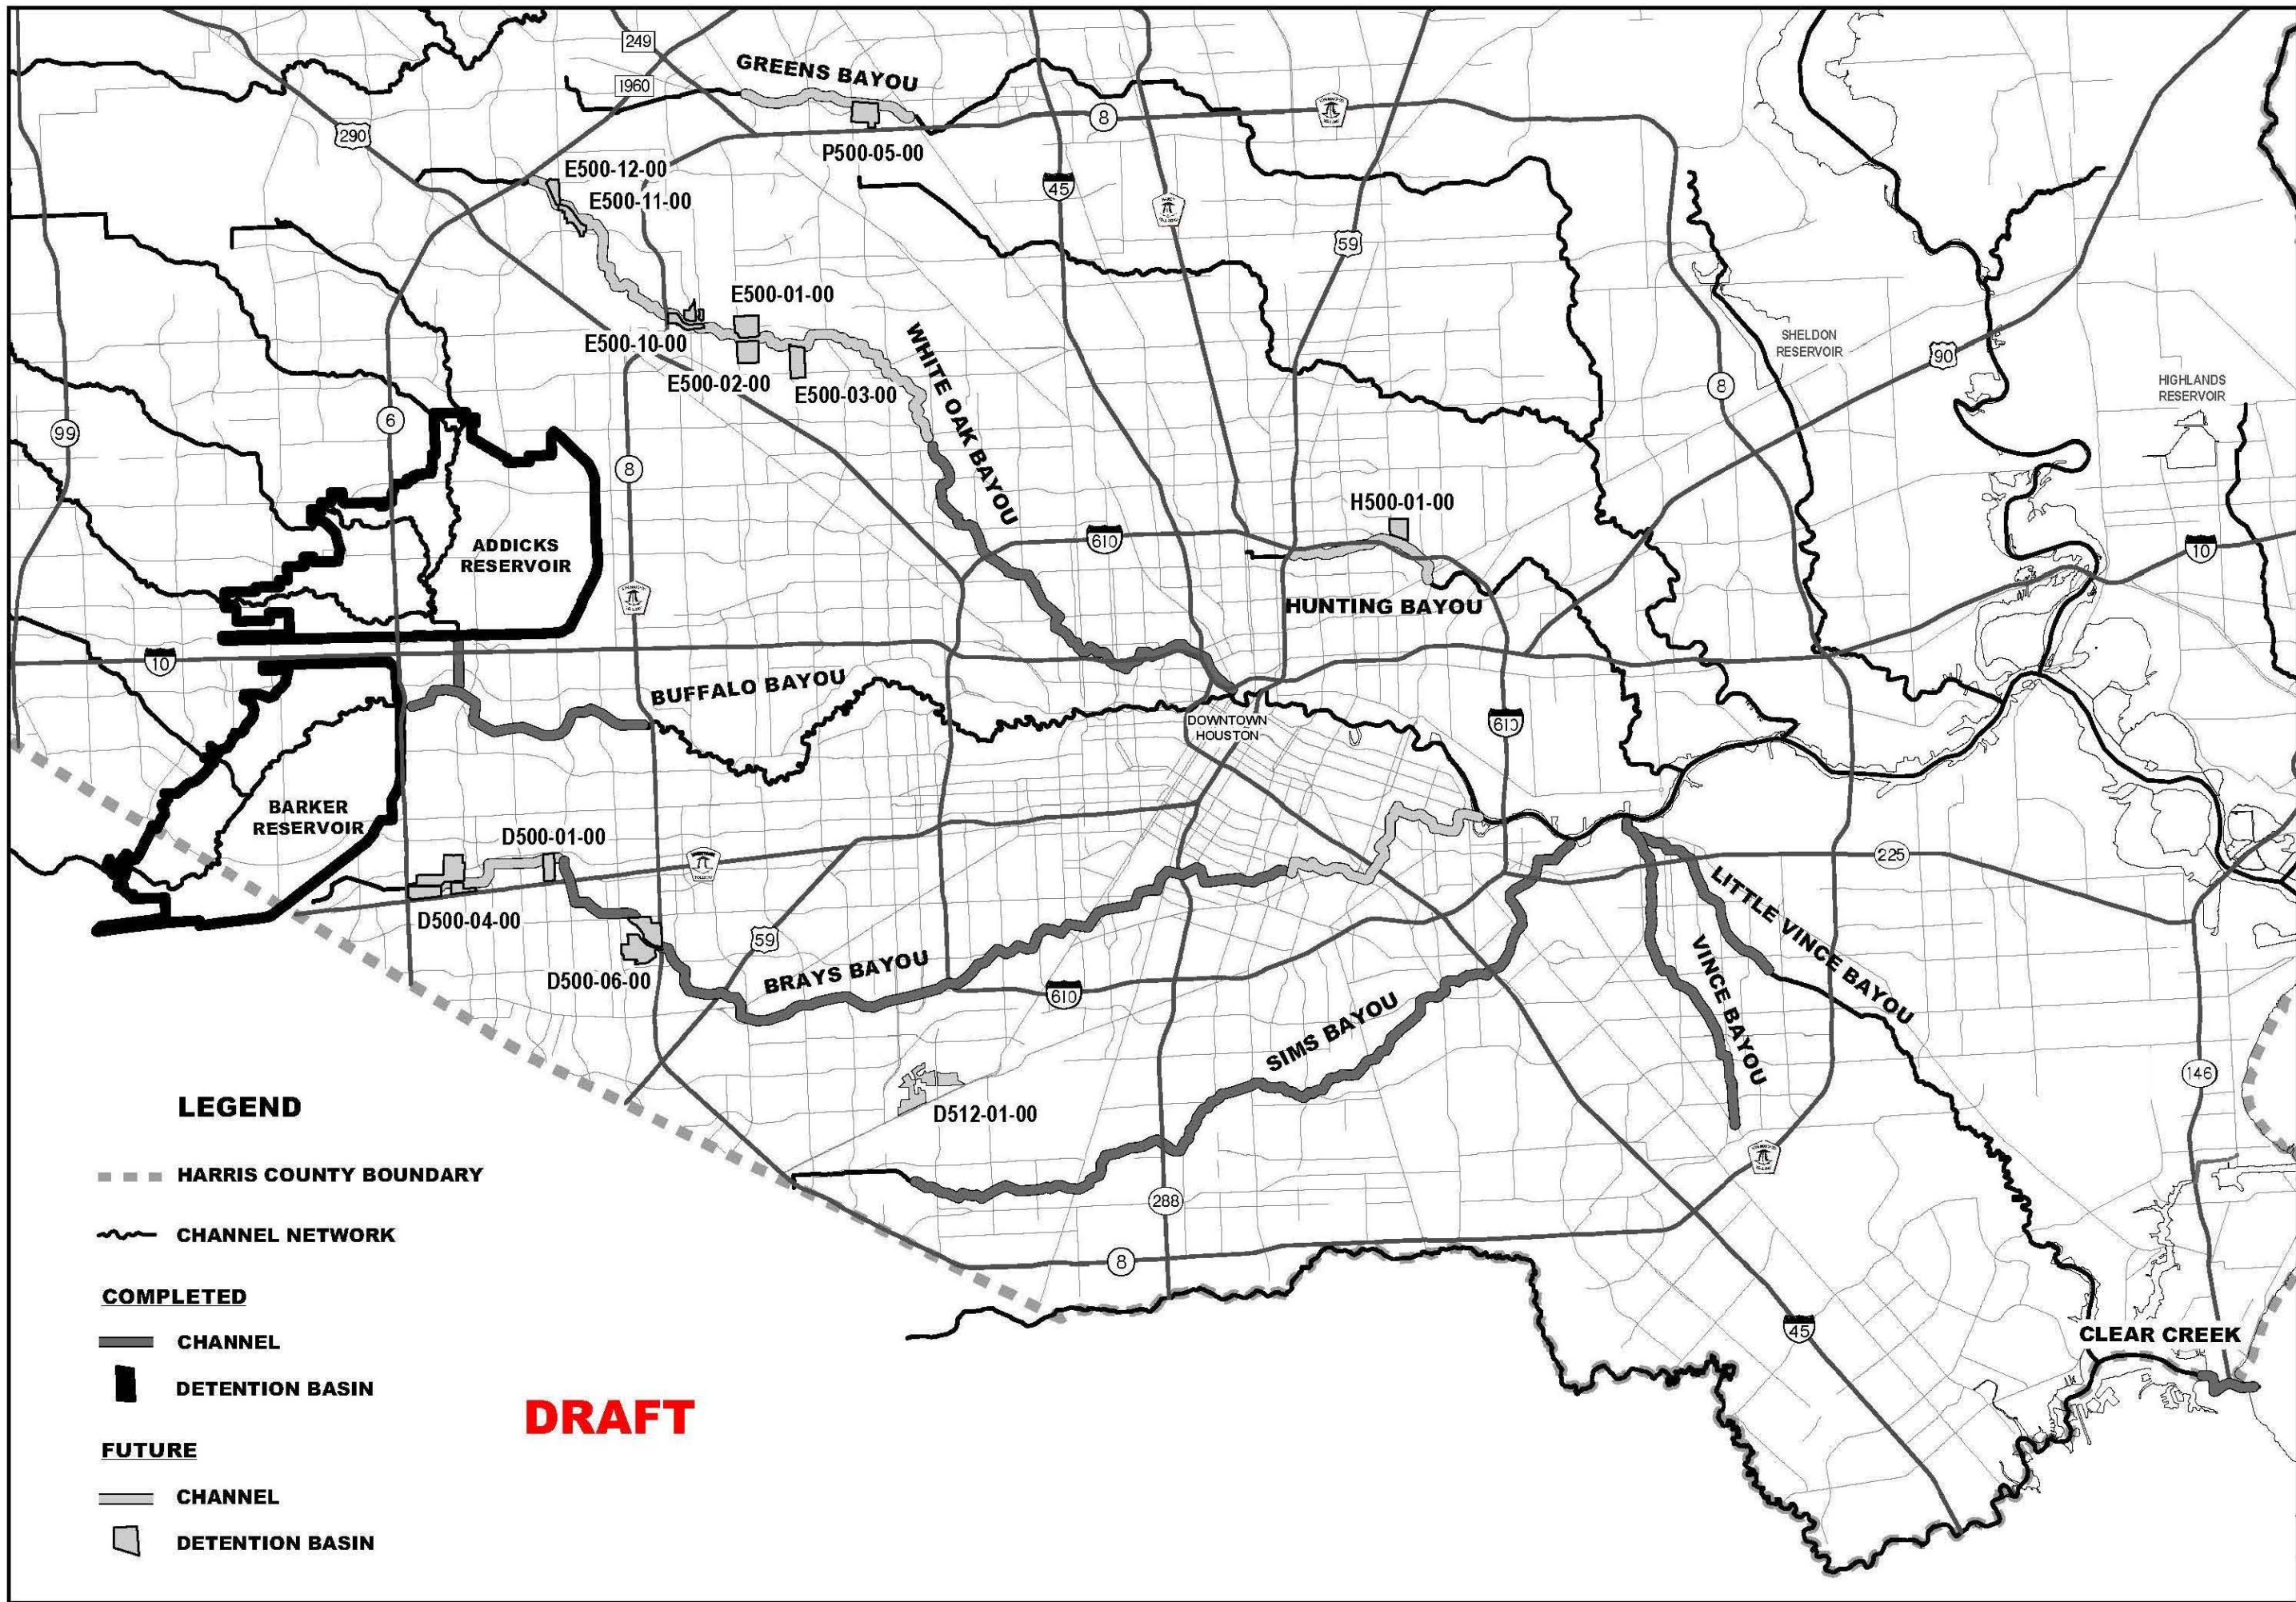 249
GREENS BAYOU
1960
8
290
P500-05-00
E500-12-00
E500-11-00
45
59
E500-01-00
E500-10-00
E500-02-00
E500-03-00
WHITE OAK BAYOU
SHELDON
RESERVOIR
90
8
HIGHLANDS
RESERVOIR
99
6
8
ADDICKS
RESERVOIR
610
H500-01-00
10
HUNTING BAYOU
10
BUFFALO BAYOU
DOWNTOWN
HOUSTON
610
BARKER
RESERVOIR
D500-01-00
D500-04-00
225
LITTLE VINCE BAYOU
59
D500-06-00
BRAYS BAYOU
610
VINCE BAYOU
SIMS BAYOU
146
D512-01-00
288
8
45
CLEAR CREEK
LEGEND
HARRIS COUNTY BOUNDARY
CHANNEL NETWORK
COMPLETED
CHANNEL
DETENTION BASIN
DRAFT
FUTURE
CHANNEL
DETENTION BASIN